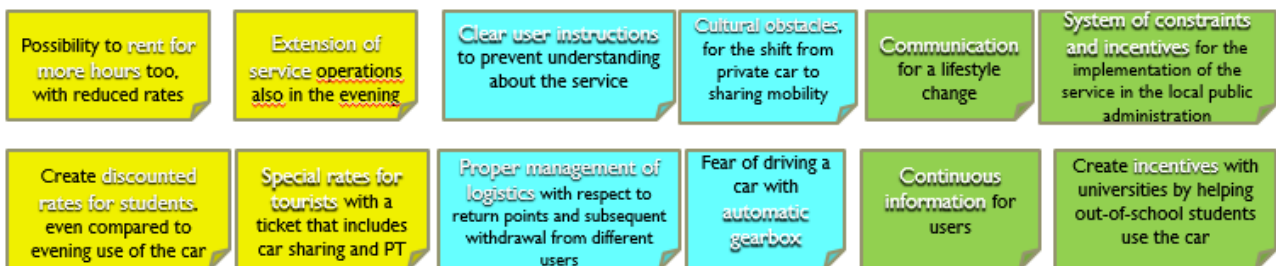 Possibility to rent for
more hours too,
with reduced rates
Extension of
service operations
also in the evening
Clear user instructions
to prevent understanding
about the service
Cultural obstacles,
for the shift from
private car to
sharing mobility
Communication
for a lifestyle
change
System of constraints
and incentives for the
implementation of the
service in the local public
administration
Create discounted
rates for students,
even compared to
evening use of the car
Special rates for
tourists with a
ticket that includes
car sharing and PT
Proper management of
logistics with respect to
return points and subsequent
withdrawal from different
users
Fear of driving a
car with
automatic
gearbox
Continuous
information for
users
Create incentives with
universities by helping
out-of-school students
use the car